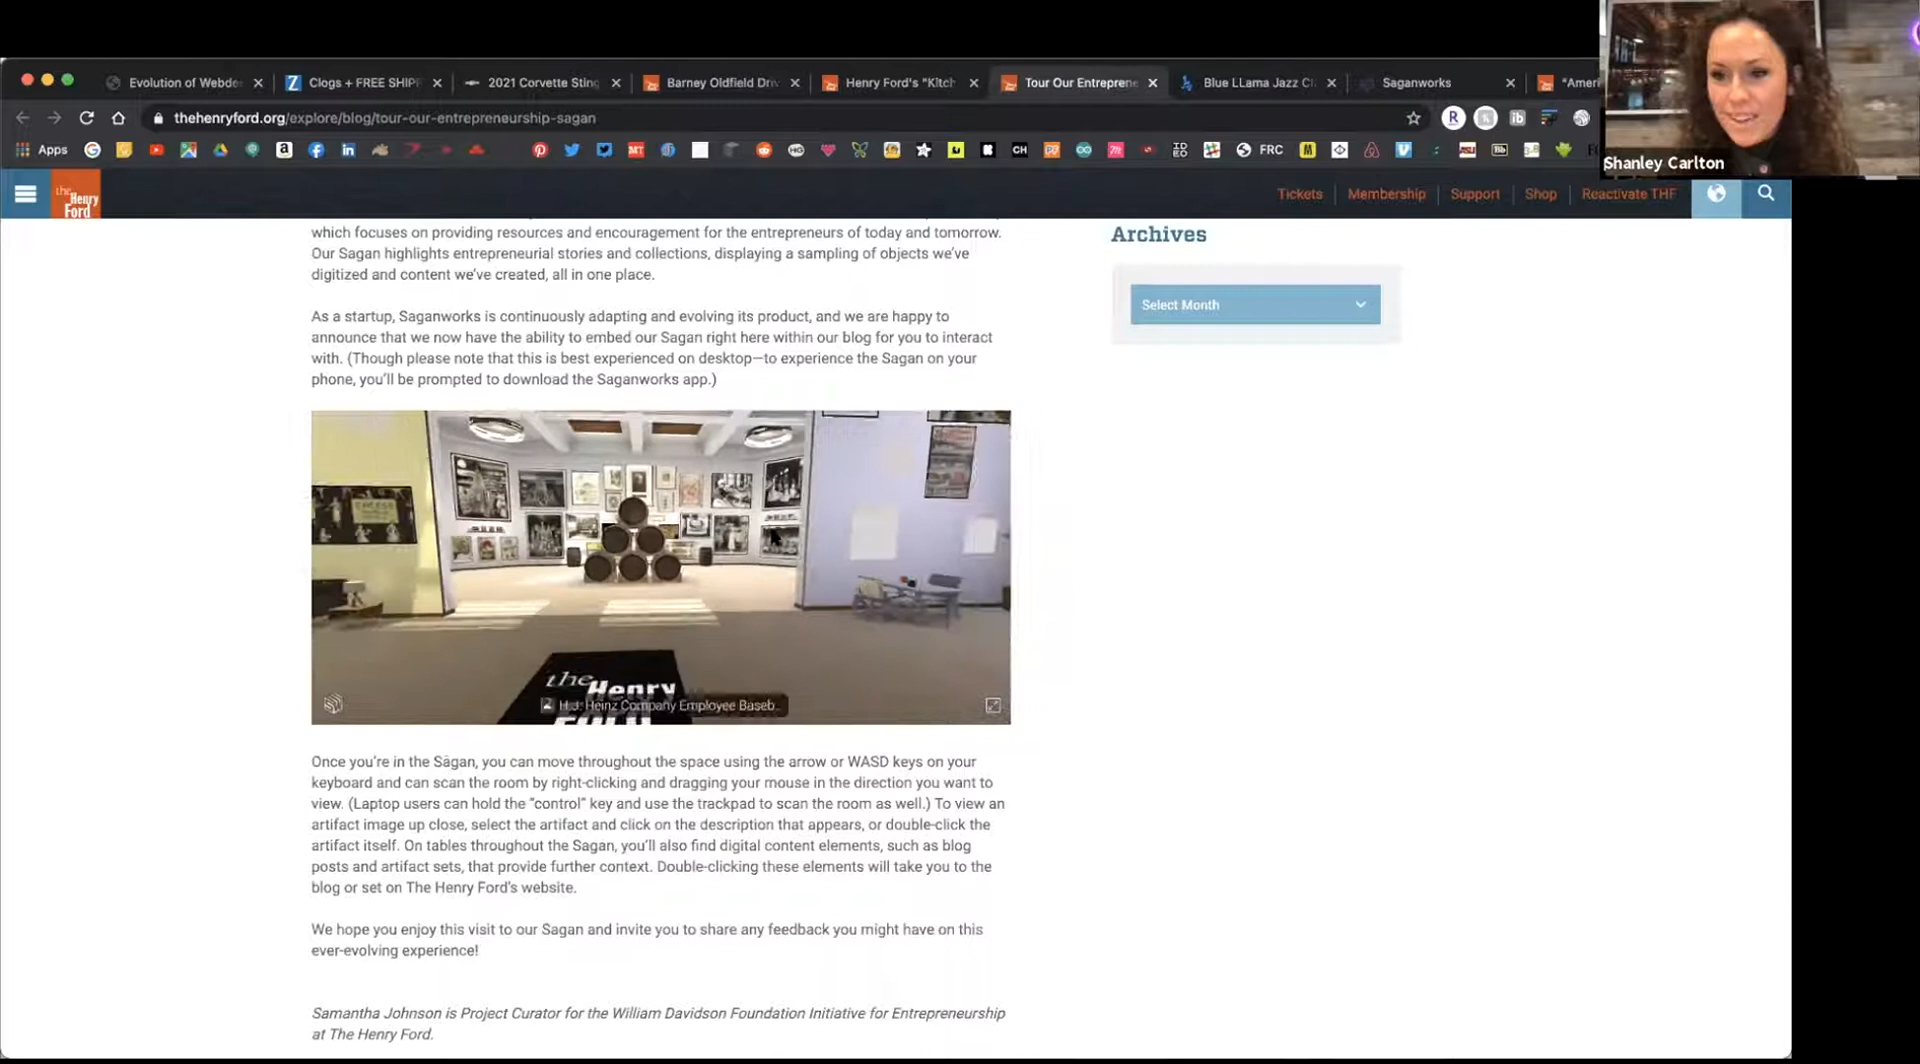 Evolution of Webde
Clogs + FREE SHIP
2021 Corvette Sting
Barney Oldfield Dri
Henry Ford's "Kitch
Tour Our Entreprene
Blue LLama Jazz C
Saganworks
"Ameri
thehenryford.org/explore/blog/tour-our-entrepreneurship-sagan
Shanley Carlton
Apps
FRC
the Henry Ford
Tickets
Membership
Support
Shop
Reactivate THF
which focuses on providing resources and encouragement for the entrepreneurs of today and tomorrow.
Our Sagan highlights entrepreneurial stories and collections, displaying a sampling of objects we've
digitized and content we've created, all in one place.
Archives
Select Month
As a startup, Saganworks is continuously adapting and evolving its product, and we are happy to
announce that we now have the ability to embed our Sagan right here within our blog for you to interact
with. (Though please note that this is best experienced on desktop—to experience the Sagan on your
phone, you'll be prompted to download the Saganworks app.)
the Henry Ford
H.J. Heinz Company Employee Baseb..
Once you're in the Sagan, you can move throughout the space using the arrow or WASD keys on your
keyboard and can scan the room by right-clicking and dragging your mouse in the direction you want to
view. (Laptop users can hold the "control" key and use the trackpad to scan the room as well.) To view an
artifact image up close, select the artifact and click on the description that appears, or double-click the
artifact itself. On tables throughout the Sagan, you'll also find digital content elements, such as blog
posts and artifact sets, that provide further context. Double-clicking these elements will take you to the
blog or set on The Henry Ford's website.
We hope you enjoy this visit to our Sagan and invite you to share any feedback you might have on this
ever-evolving experience!
Samantha Johnson is Project Curator for the William Davidson Foundation Initiative for Entrepreneurship
at The Henry Ford.